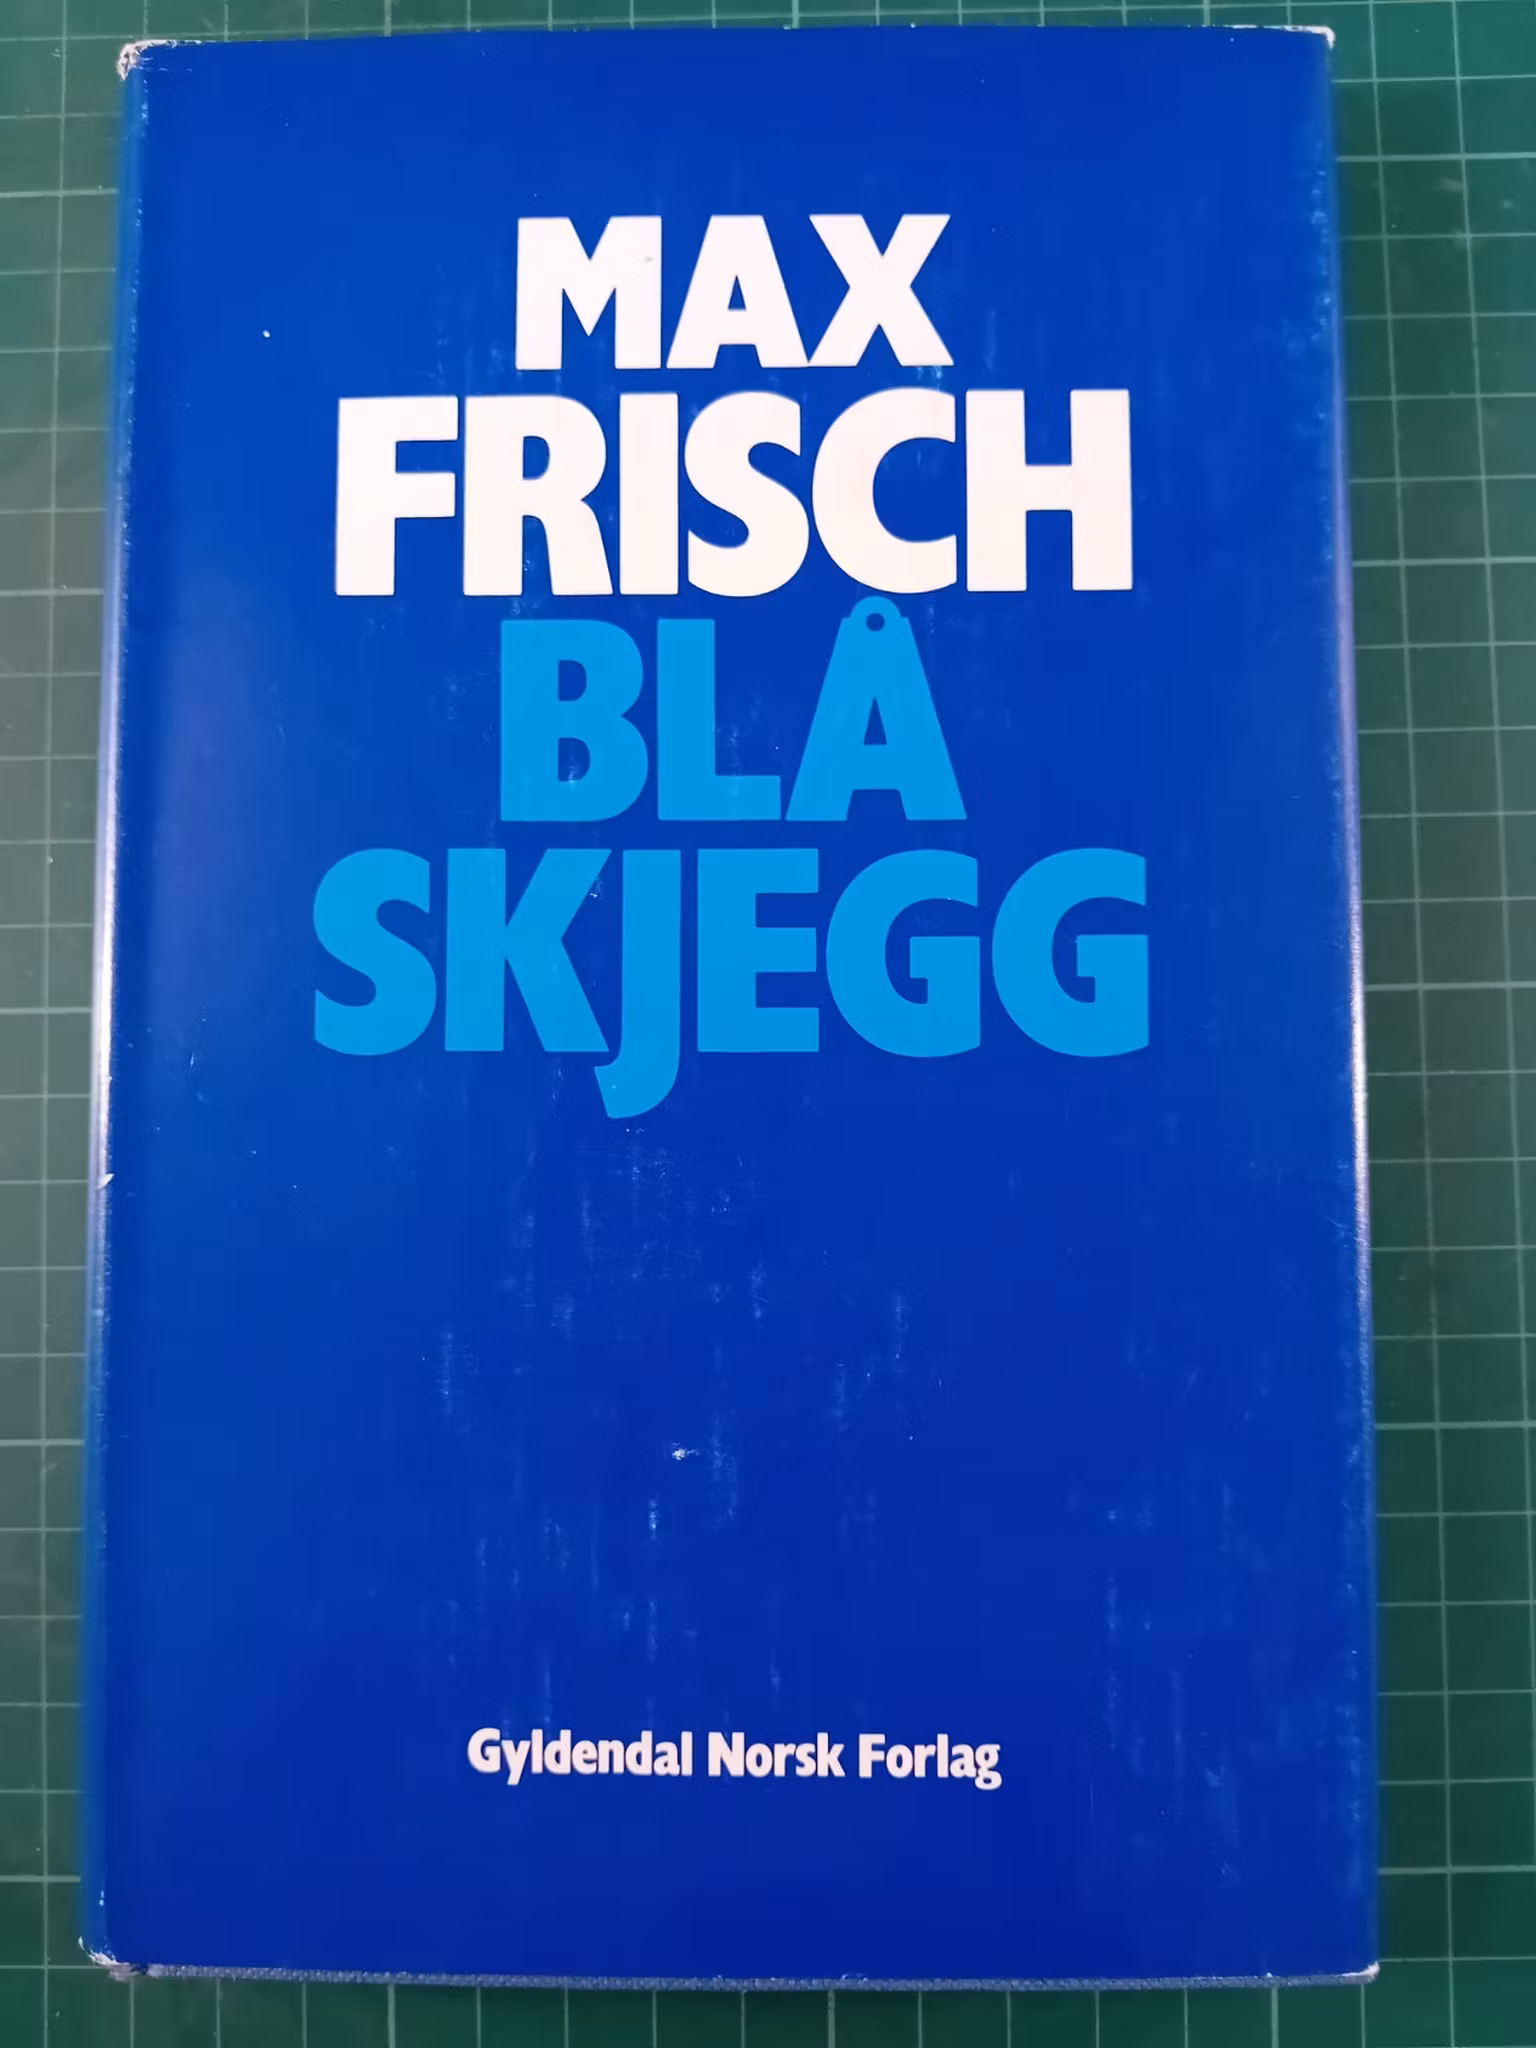 MAX
FRISCH
BLÅ
SKJEGG
Gyldendal Norsk Forlag